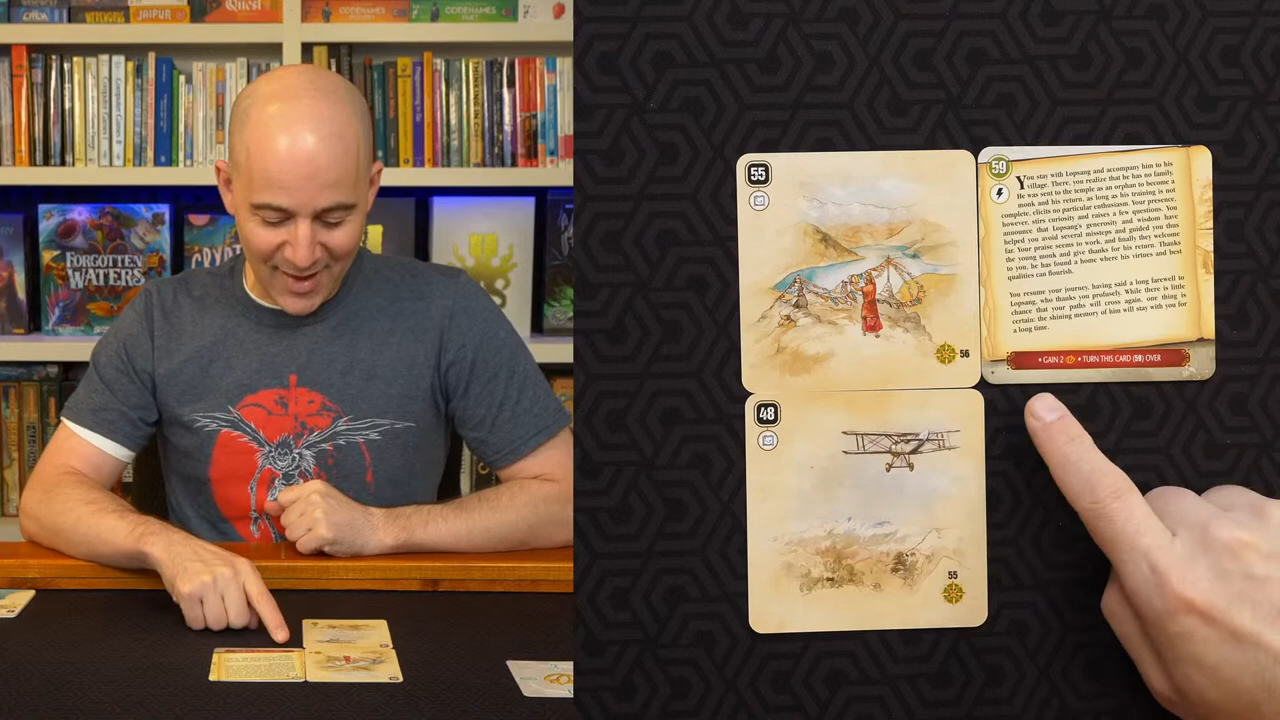 Quest
CODENAMES
CODENAMES
JAIPUR
THINKING IN C++
FORGOTTEN
WATERS
CRYPT
55
56
48
55
59
You stay with Lopsang and accompany him to his
village. There, you realize that he has no family.
He was sent to the temple as an orphan to become a
monk and his return, as long as his training is not
complete, elicits no particular enthusiasm. Your presence,
however, stirs curiosity and raises a few questions. You
announce that Lopsang's generosity and wisdom have
helped you avoid several missteps and guided you thus
far. Your praise seems to work, and finally they welcome
the young monk and give thanks for his return. Thanks
to you, he has found a home where his virtues and best
qualities can flourish.
You resume your journey, having said a long farewell to
Lopsang, who thanks you profusely. While there is little
chance that your paths will cross again, one thing is
certain: the shining memory of him will stay with you for
a long time.
• GAIN 2 • TURN THIS CARD (59) OVER